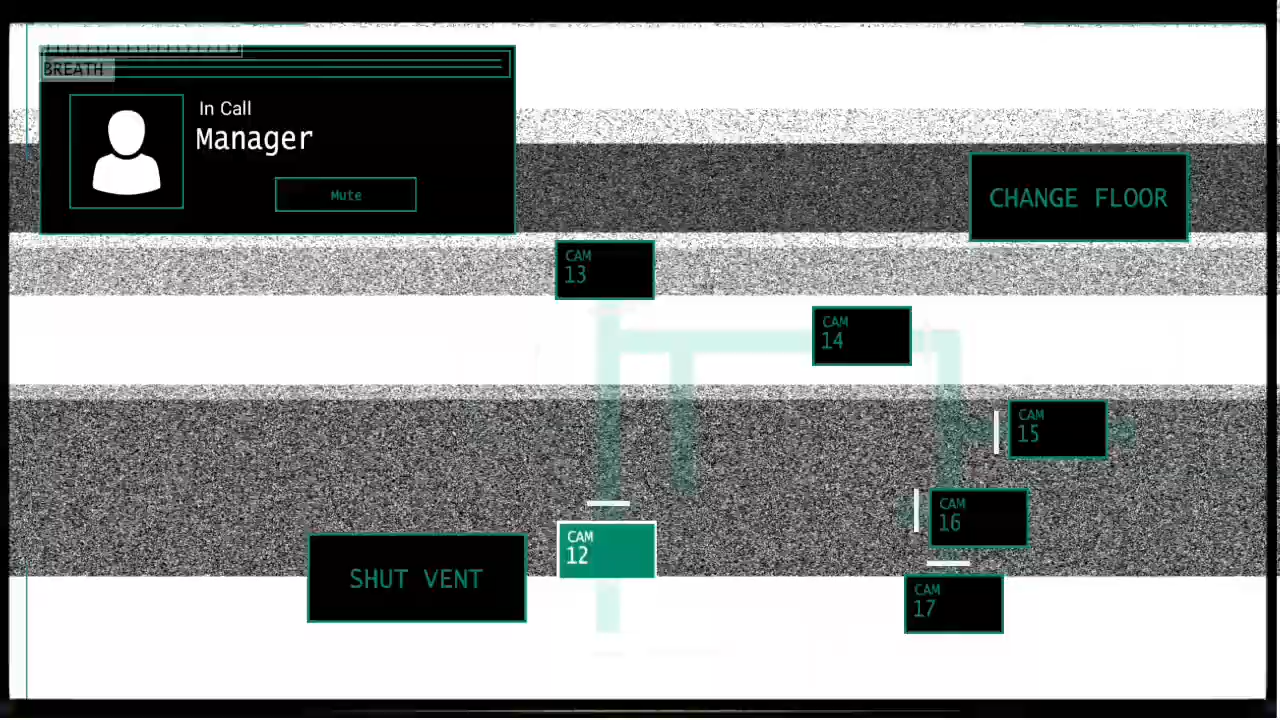 BREATH
In Call
Manager
Mute
CHANGE FLOOR
CAM
13
CAM
14
CAM
15
CAM
16
CAM
12
SHUT VENT
CAM
17